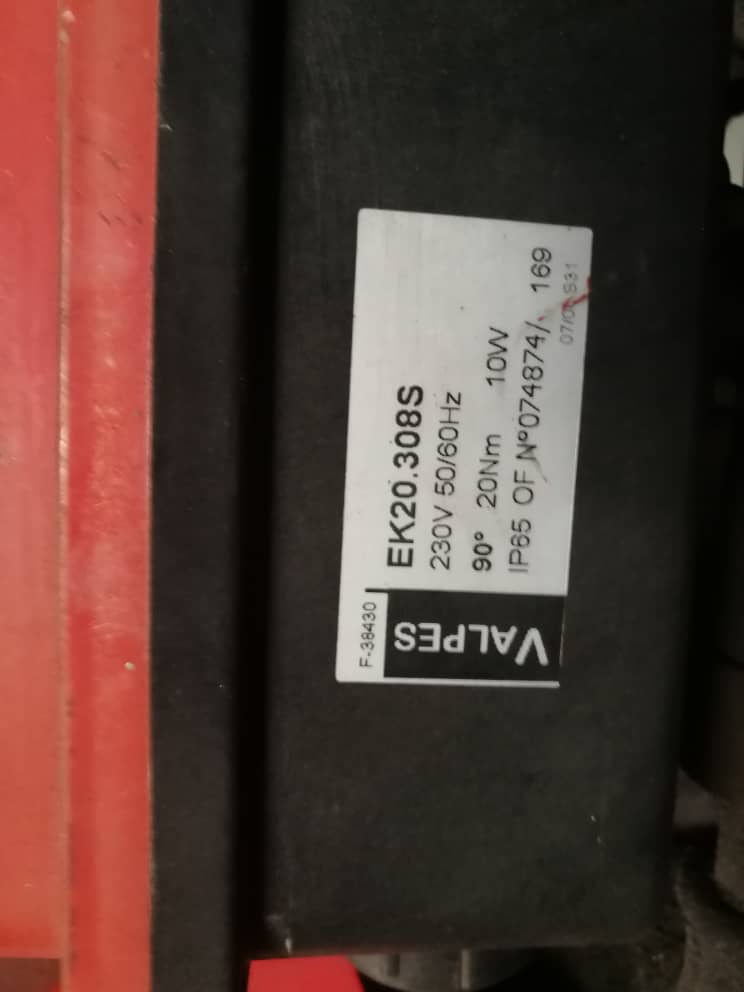 F-38430
VALPES
EK20.308S
230V 50/60Hz
90° 20Nm 10W
IP65 OF N°074874/ 169